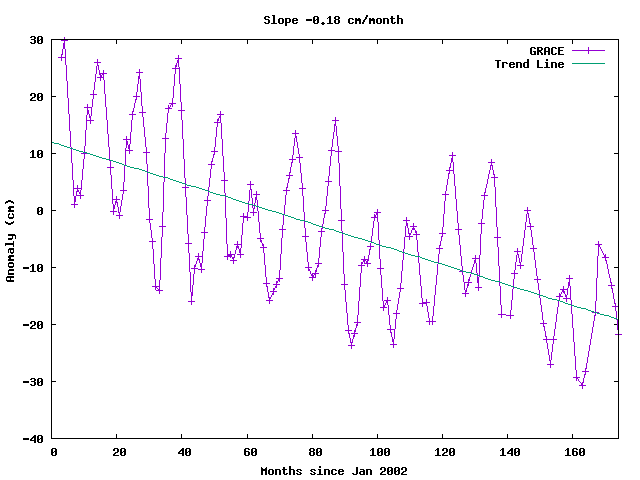 Slope -0.18 cm/month
30
20
10
0
-10
-20
-30
-40
Anomaly (cm)
GRACE
Trend Line
0 20 40 60 80 100 120 140 160
Months since Jan 2002